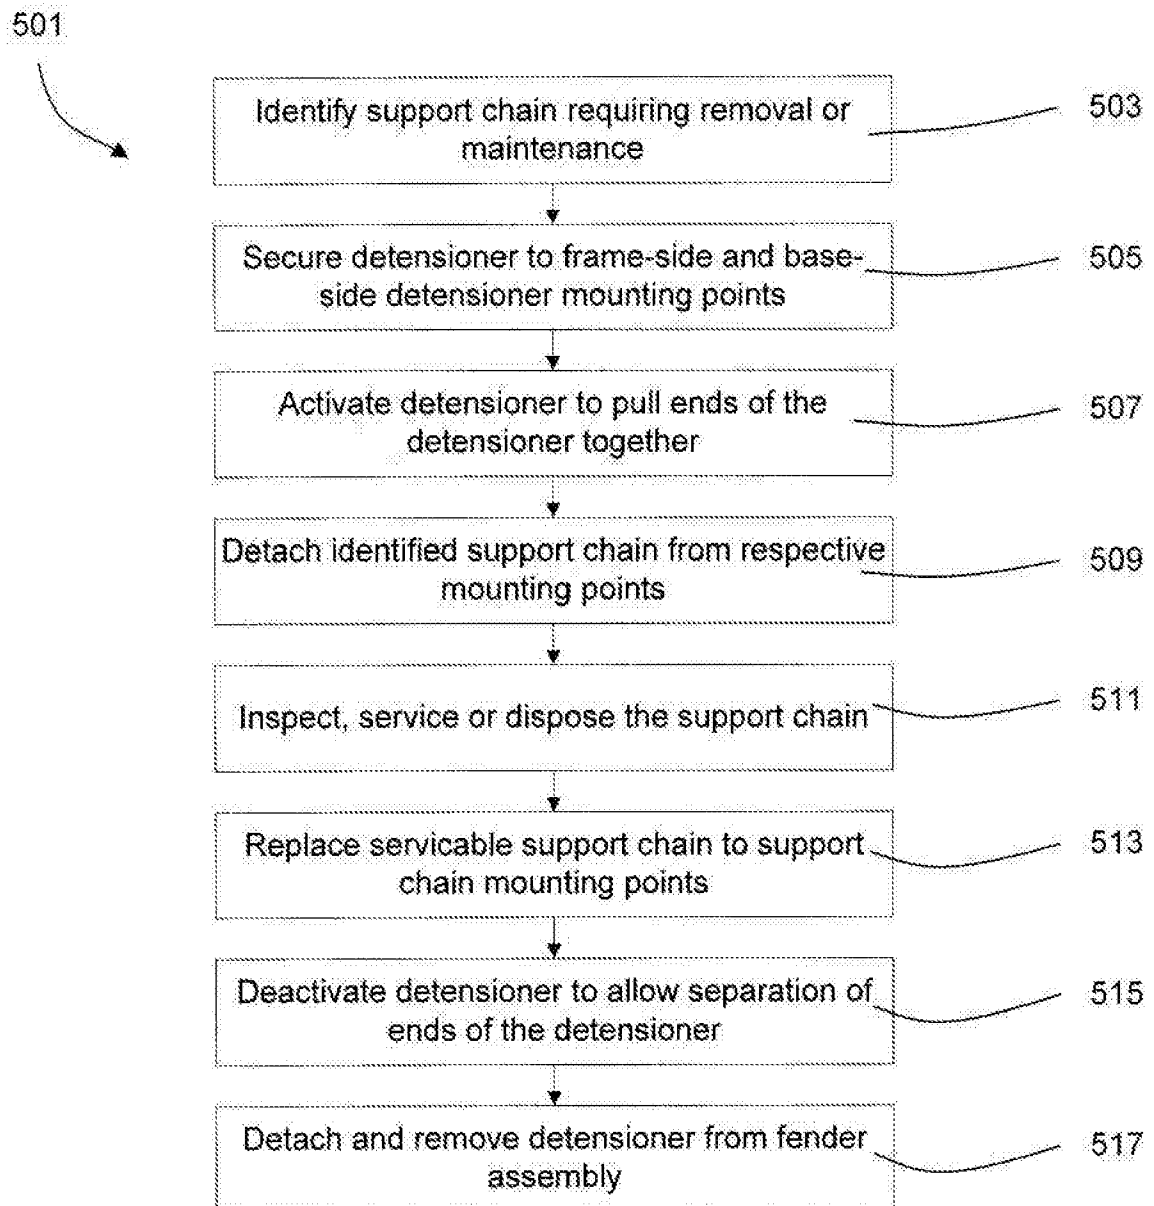 501
Identify support chain requiring removal or
maintenance
503
Secure detensioner to frame-side and base-
side detensioner mounting points
505
Activate detensioner to pull ends of the
detensioner together
507
Detach identified support chain from respective
mounting points
509
Inspect, service or dispose the support chain
511
Replace servicable support chain to support
chain mounting points
513
Deactivate detensioner to allow separation of
ends of the detensioner
515
Detach and remove detensioner from fender
assembly
517